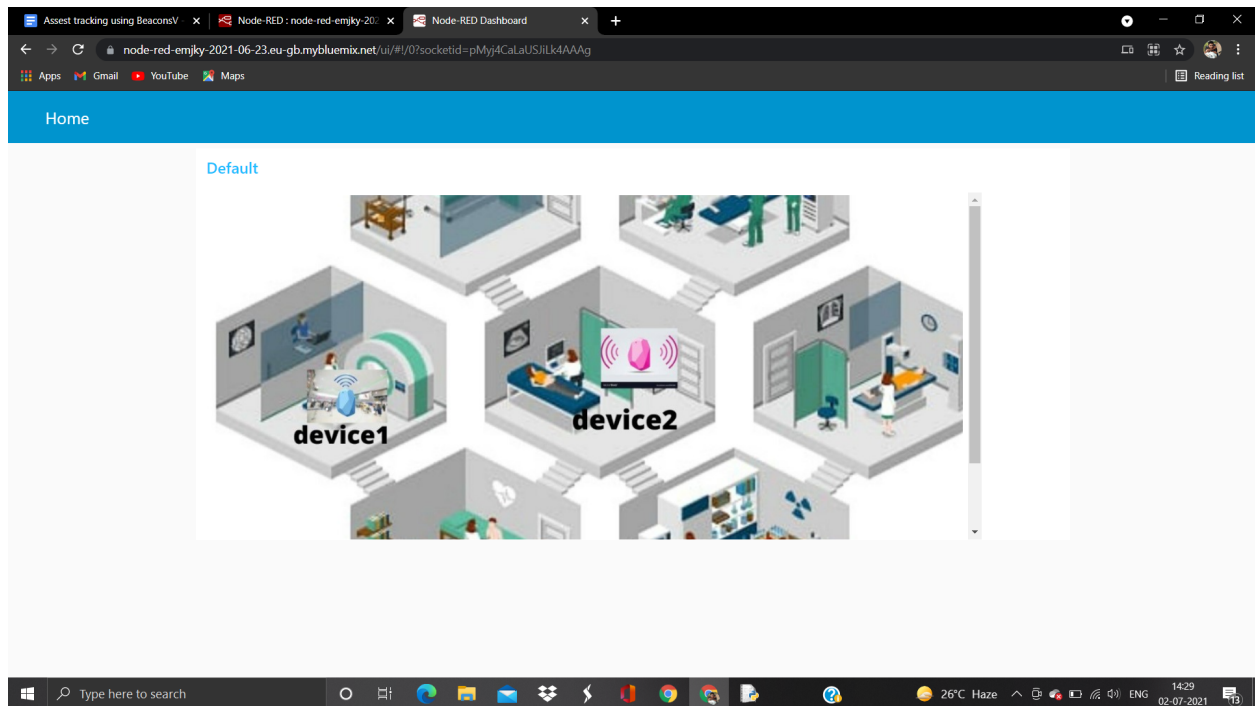 Assest tracking using BeaconsV
Node-RED : node-red-emjky-202
Node-RED Dashboard
node-red-emjky-2021-06-23.eu-gb.mybluemix.net/ui/#!/0?socketid=pMyj4CaLaUSJiLk4AAAg
Apps
Gmail
YouTube
Maps
Reading list
Home
Default
device1
device2
Type here to search
26°C Haze
ENG
14:29
02-07-2021
13